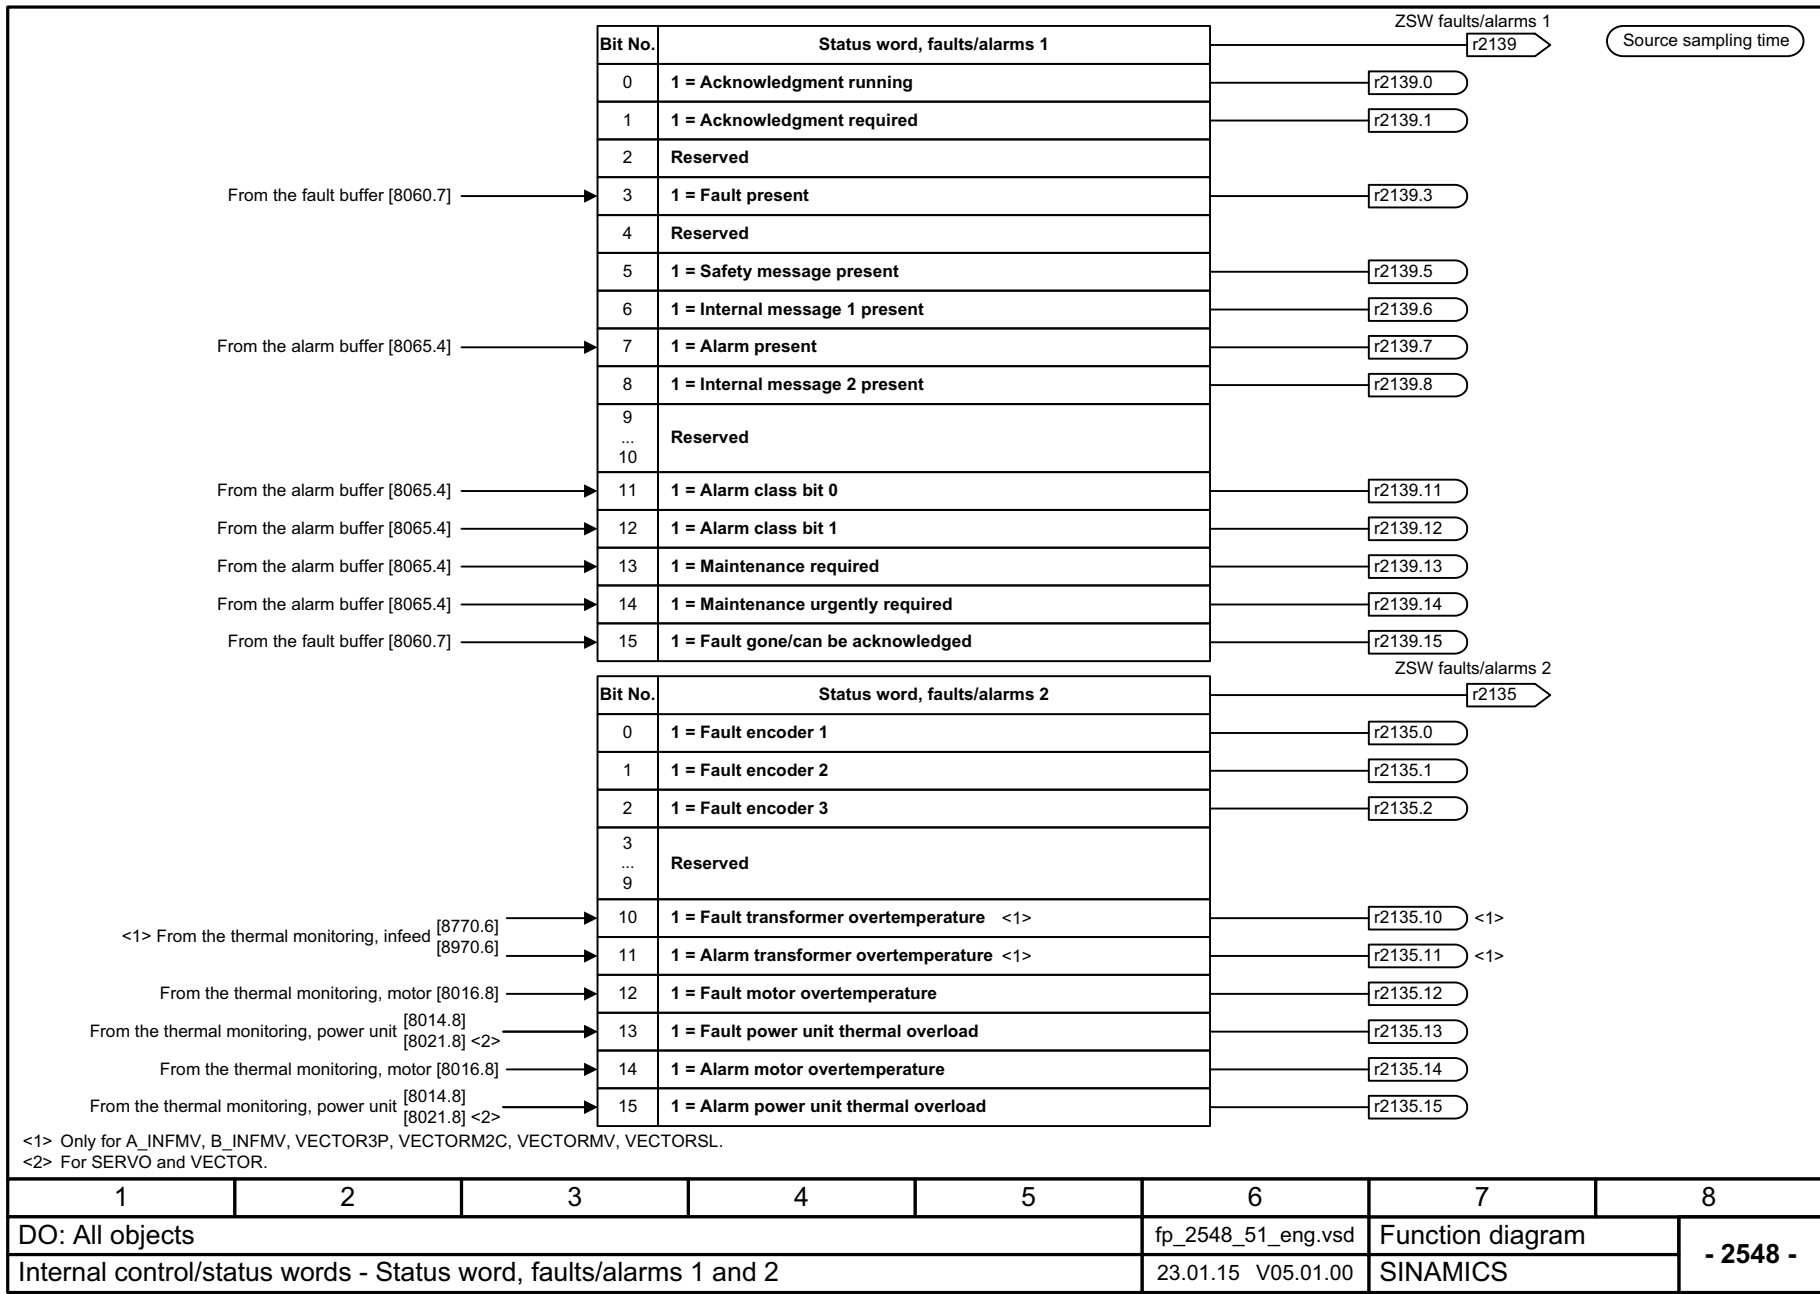 ZSW faults/alarms 1
Bit No. Status word, faults/alarms 1 r2139 Source sampling time
0 1 = Acknowledgment running r2139.0
1 1 = Acknowledgment required r2139.1
2 Reserved
From the fault buffer [8060.7] 3 1 = Fault present r2139.3
4 Reserved
5 1 = Safety message present r2139.5
6 1 = Internal message 1 present r2139.6
From the alarm buffer [8065.4] 7 1 = Alarm present r2139.7
8 1 = Internal message 2 present r2139.8
9
... Reserved
10
From the alarm buffer [8065.4] 11 1 = Alarm class bit 0 r2139.11
From the alarm buffer [8065.4] 12 1 = Alarm class bit 1 r2139.12
From the alarm buffer [8065.4] 13 1 = Maintenance required r2139.13
From the alarm buffer [8065.4] 14 1 = Maintenance urgently required r2139.14
From the fault buffer [8060.7] 15 1 = Fault gone/can be acknowledged r2139.15
ZSW faults/alarms 2
Bit No. Status word, faults/alarms 2 r2135
0 1 = Fault encoder 1 r2135.0
1 1 = Fault encoder 2 r2135.1
2 1 = Fault encoder 3 r2135.2
3
... Reserved
9
10 1 = Fault transformer overtemperature <1> r2135.10 <1>
<1> From the thermal monitoring, infeed [8770.6]
[8970.6]
11 1 = Alarm transformer overtemperature <1> r2135.11 <1>
From the thermal monitoring, motor [8016.8] 12 1 = Fault motor overtemperature r2135.12
From the thermal monitoring, power unit [8014.8]
[8021.8] <2> 13 1 = Fault power unit thermal overload r2135.13
From the thermal monitoring, motor [8016.8] 14 1 = Alarm motor overtemperature r2135.14
From the thermal monitoring, power unit [8014.8]
[8021.8] <2> 15 1 = Alarm power unit thermal overload r2135.15
<1> Only for A_INFMV, B_INFMV, VECTOR3P, VECTORM2C, VECTORMV, VECTORSL.
<2> For SERVO and VECTOR.
1 2 3 4 5 6 7 8
DO: All objects fp_2548_51_eng.vsd Function diagram - 2548 -
Internal control/status words - Status word, faults/alarms 1 and 2 23.01.15 V05.01.00 SINAMICS